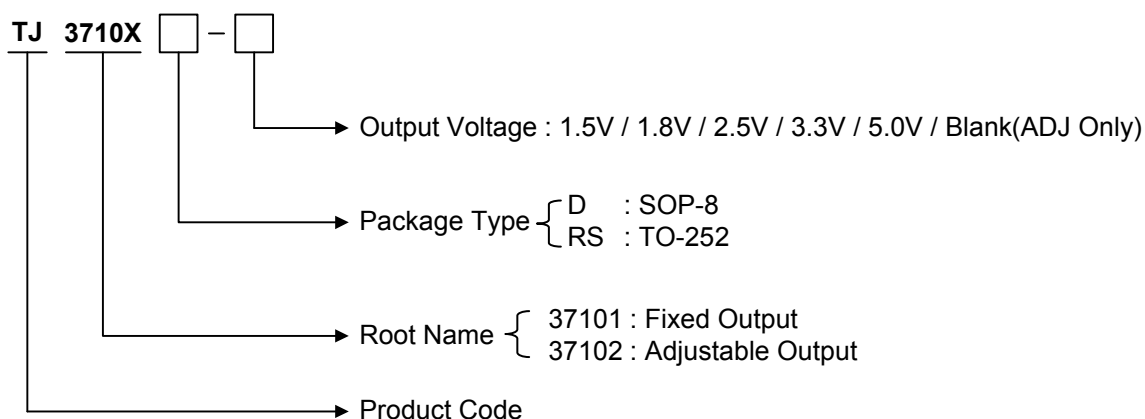 TJ 3710X –
Output Voltage : 1.5V / 1.8V / 2.5V / 3.3V / 5.0V / Blank(ADJ Only)
Package Type
D : SOP-8
RS : TO-252
Root Name
37101 : Fixed Output
37102 : Adjustable Output
Product Code